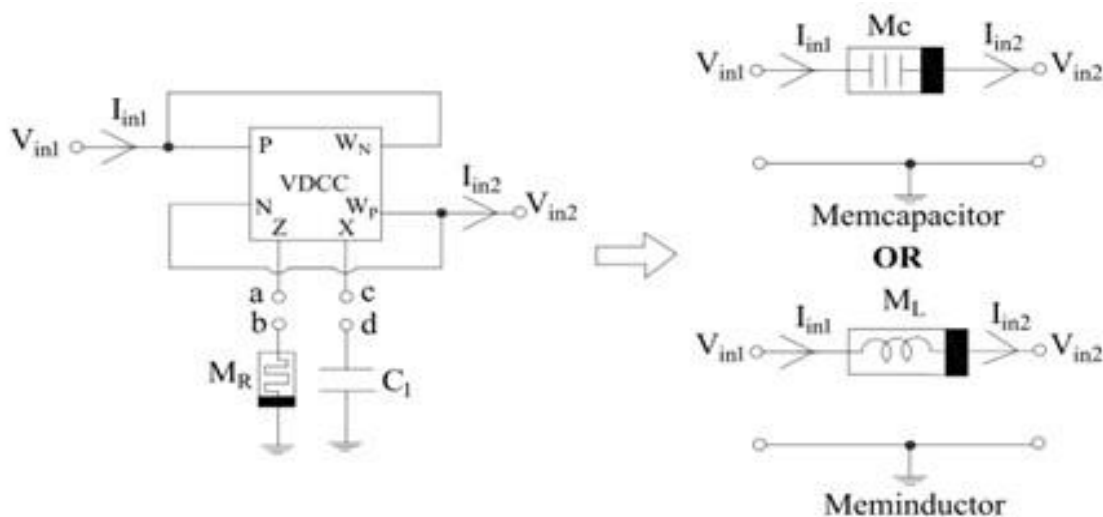 V_in1 I_in1
P W_N
VDCC
N W_P
Z X
I_in2
V_in2
a c
b d
M_R C_1
Mc
V_in1 I_in1 I_in2 V_in2
Memcapacitor
OR
M_L
V_in1 I_in1 I_in2 V_in2
Meminductor